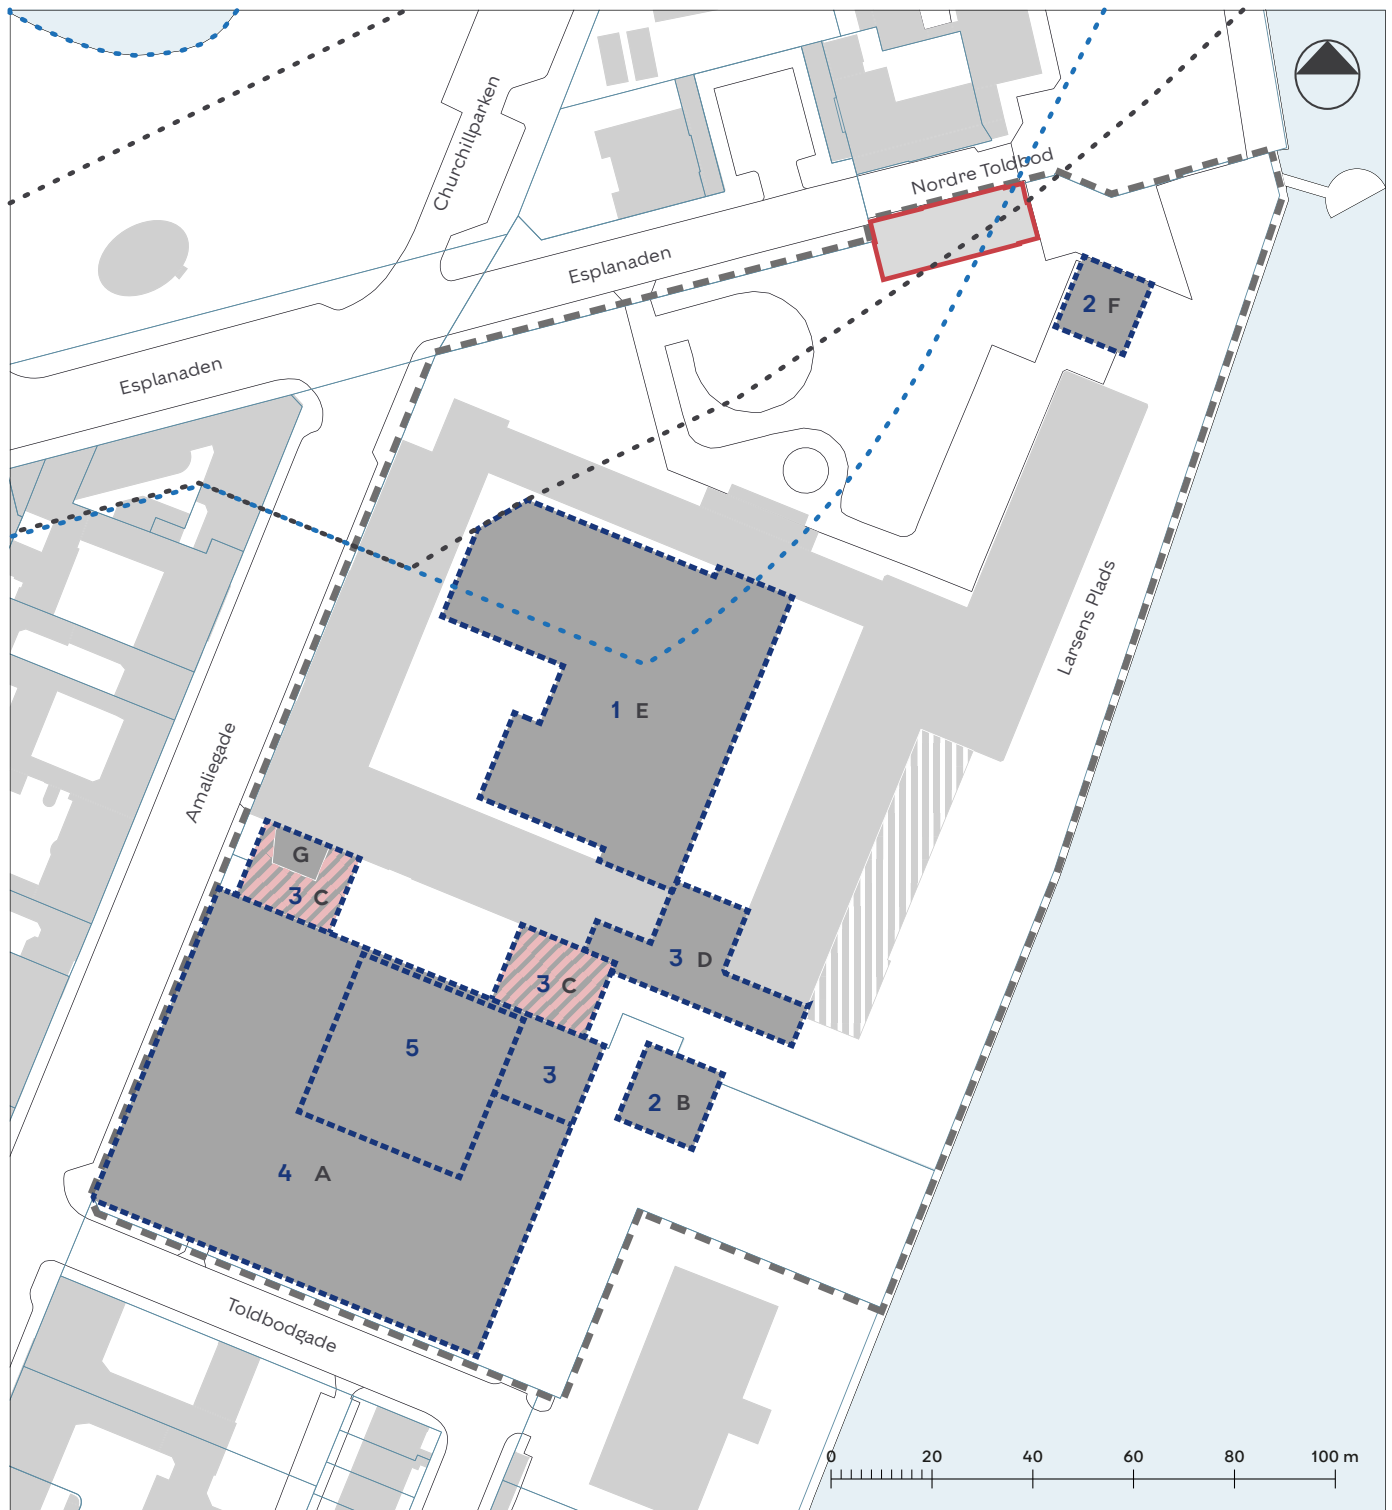 Churchillparken
Nordre Toldbod
Esplanaden
Esplanaden
2 F
Larsens Plads
1 E
Amaliegade
G
3 C
3 D
3 C
5
3
2 B
4 A
Toldbodgade
0 20 40 60 80 100 m